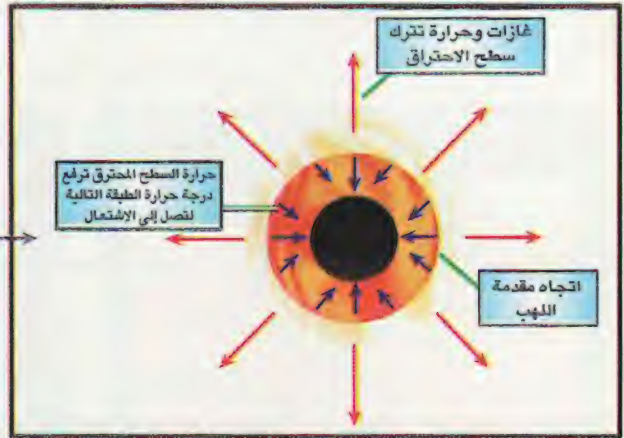 غازات وحرارة تترك
سطح الاحتراق
حرارة السطح المحترق ترفع
درجة حرارة الطبقة التالية
لتصل إلى الاشتعال
اتجاه مقدمة
اللهب